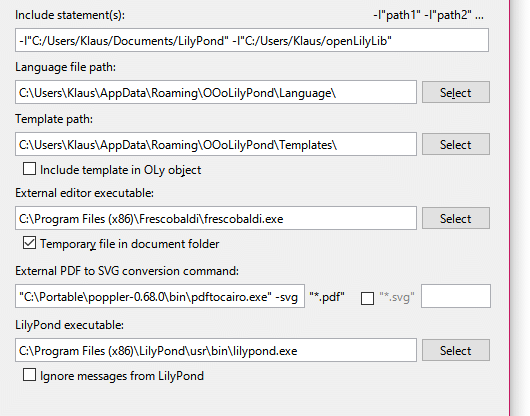 Include statement(s): -I"path1" -I"path2" ...
-I"C:/Users/Klaus/Documents/LilyPond" -I"C:/Users/Klaus/openLilyLib"
Language file path:
C:\Users\Klaus\AppData\Roaming\OOoLilyPond\Language\ Select
Template path:
C:\Users\Klaus\AppData\Roaming\OOoLilyPond\Templates\ Select
Include template in OLy object
External editor executable:
C:\Program Files (x86)\Frescobaldi\frescobaldi.exe Select
Temporary file in document folder
External PDF to SVG conversion command:
"C:\Portable\poppler-0.68.0\bin\pdftocairo.exe" -svg "*.pdf" "*.svg"
LilyPond executable:
C:\Program Files (x86)\LilyPond\usr\bin\lilypond.exe Select
Ignore messages from LilyPond